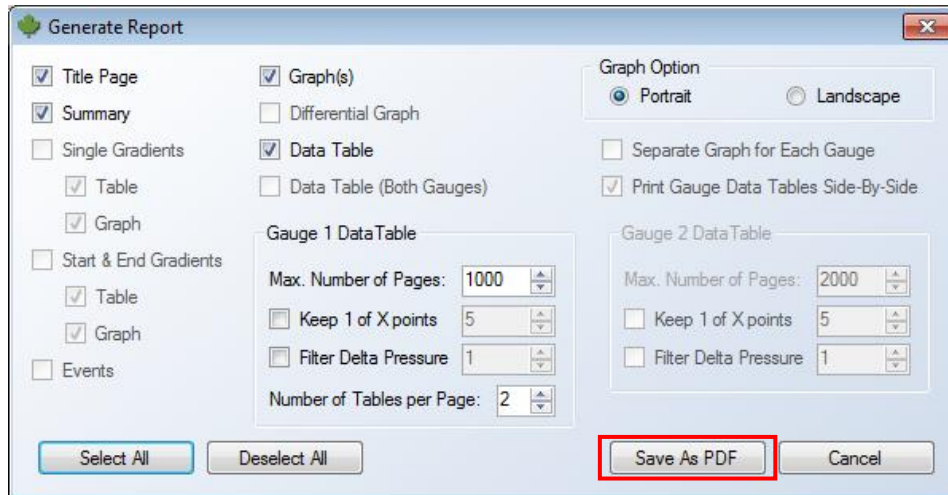 Generate Report
Title Page
Summary
Single Gradients
Table
Graph
Start & End Gradients
Table
Graph
Events
Graph(s)
Differential Graph
Data Table
Data Table (Both Gauges)
Graph Option
Portrait Landscape
Separate Graph for Each Gauge
Print Gauge Data Tables Side-By-Side
Gauge 1 DataTable
Max. Number of Pages: 1000
Keep 1 of X points 5
Filter Delta Pressure 1
Number of Tables per Page: 2
Gauge 2 DataTable
Max. Number of Pages: 2000
Keep 1 of X points 5
Filter Delta Pressure 1
Select All Deselect All Save As PDF Cancel